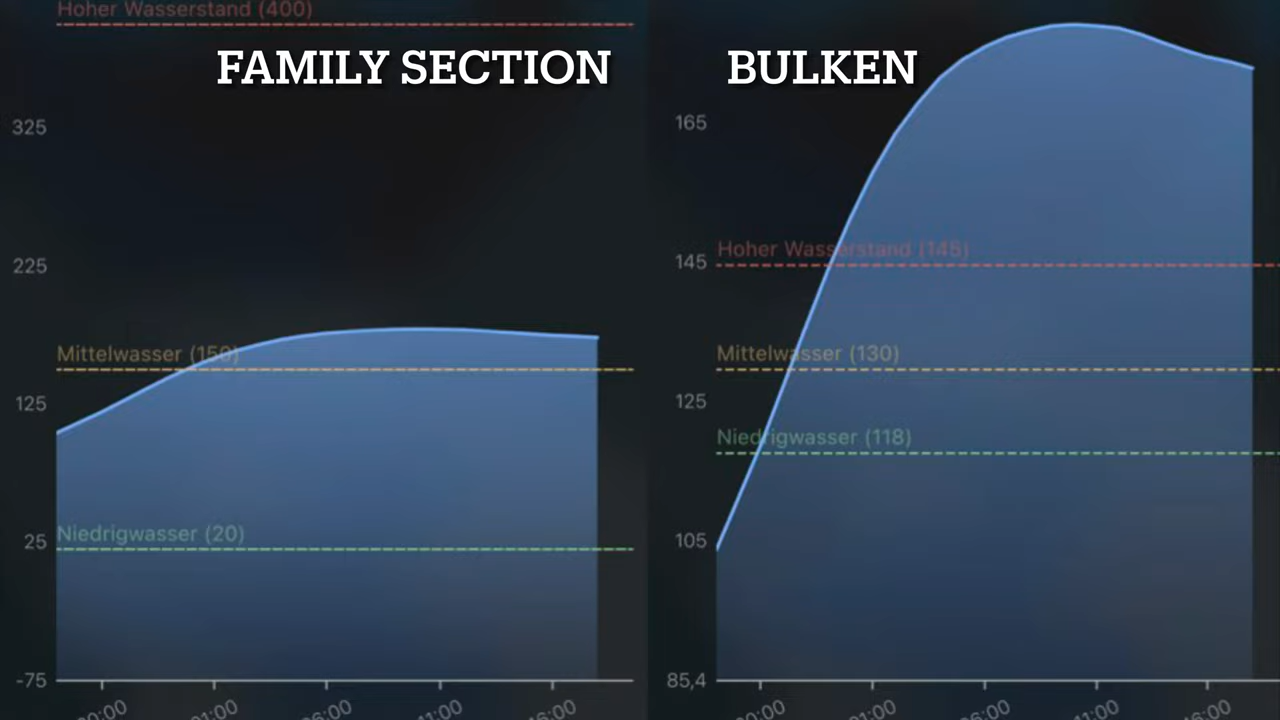 Hoher Wasserstand (400)
FAMILY SECTION
325
225
Mittelwasser (150)
125
Niedrigwasser (20)
25
-75
BULKEN
165
Hoher Wasserstand (145)
145
Mittelwasser (130)
125
Niedrigwasser (118)
105
85,4